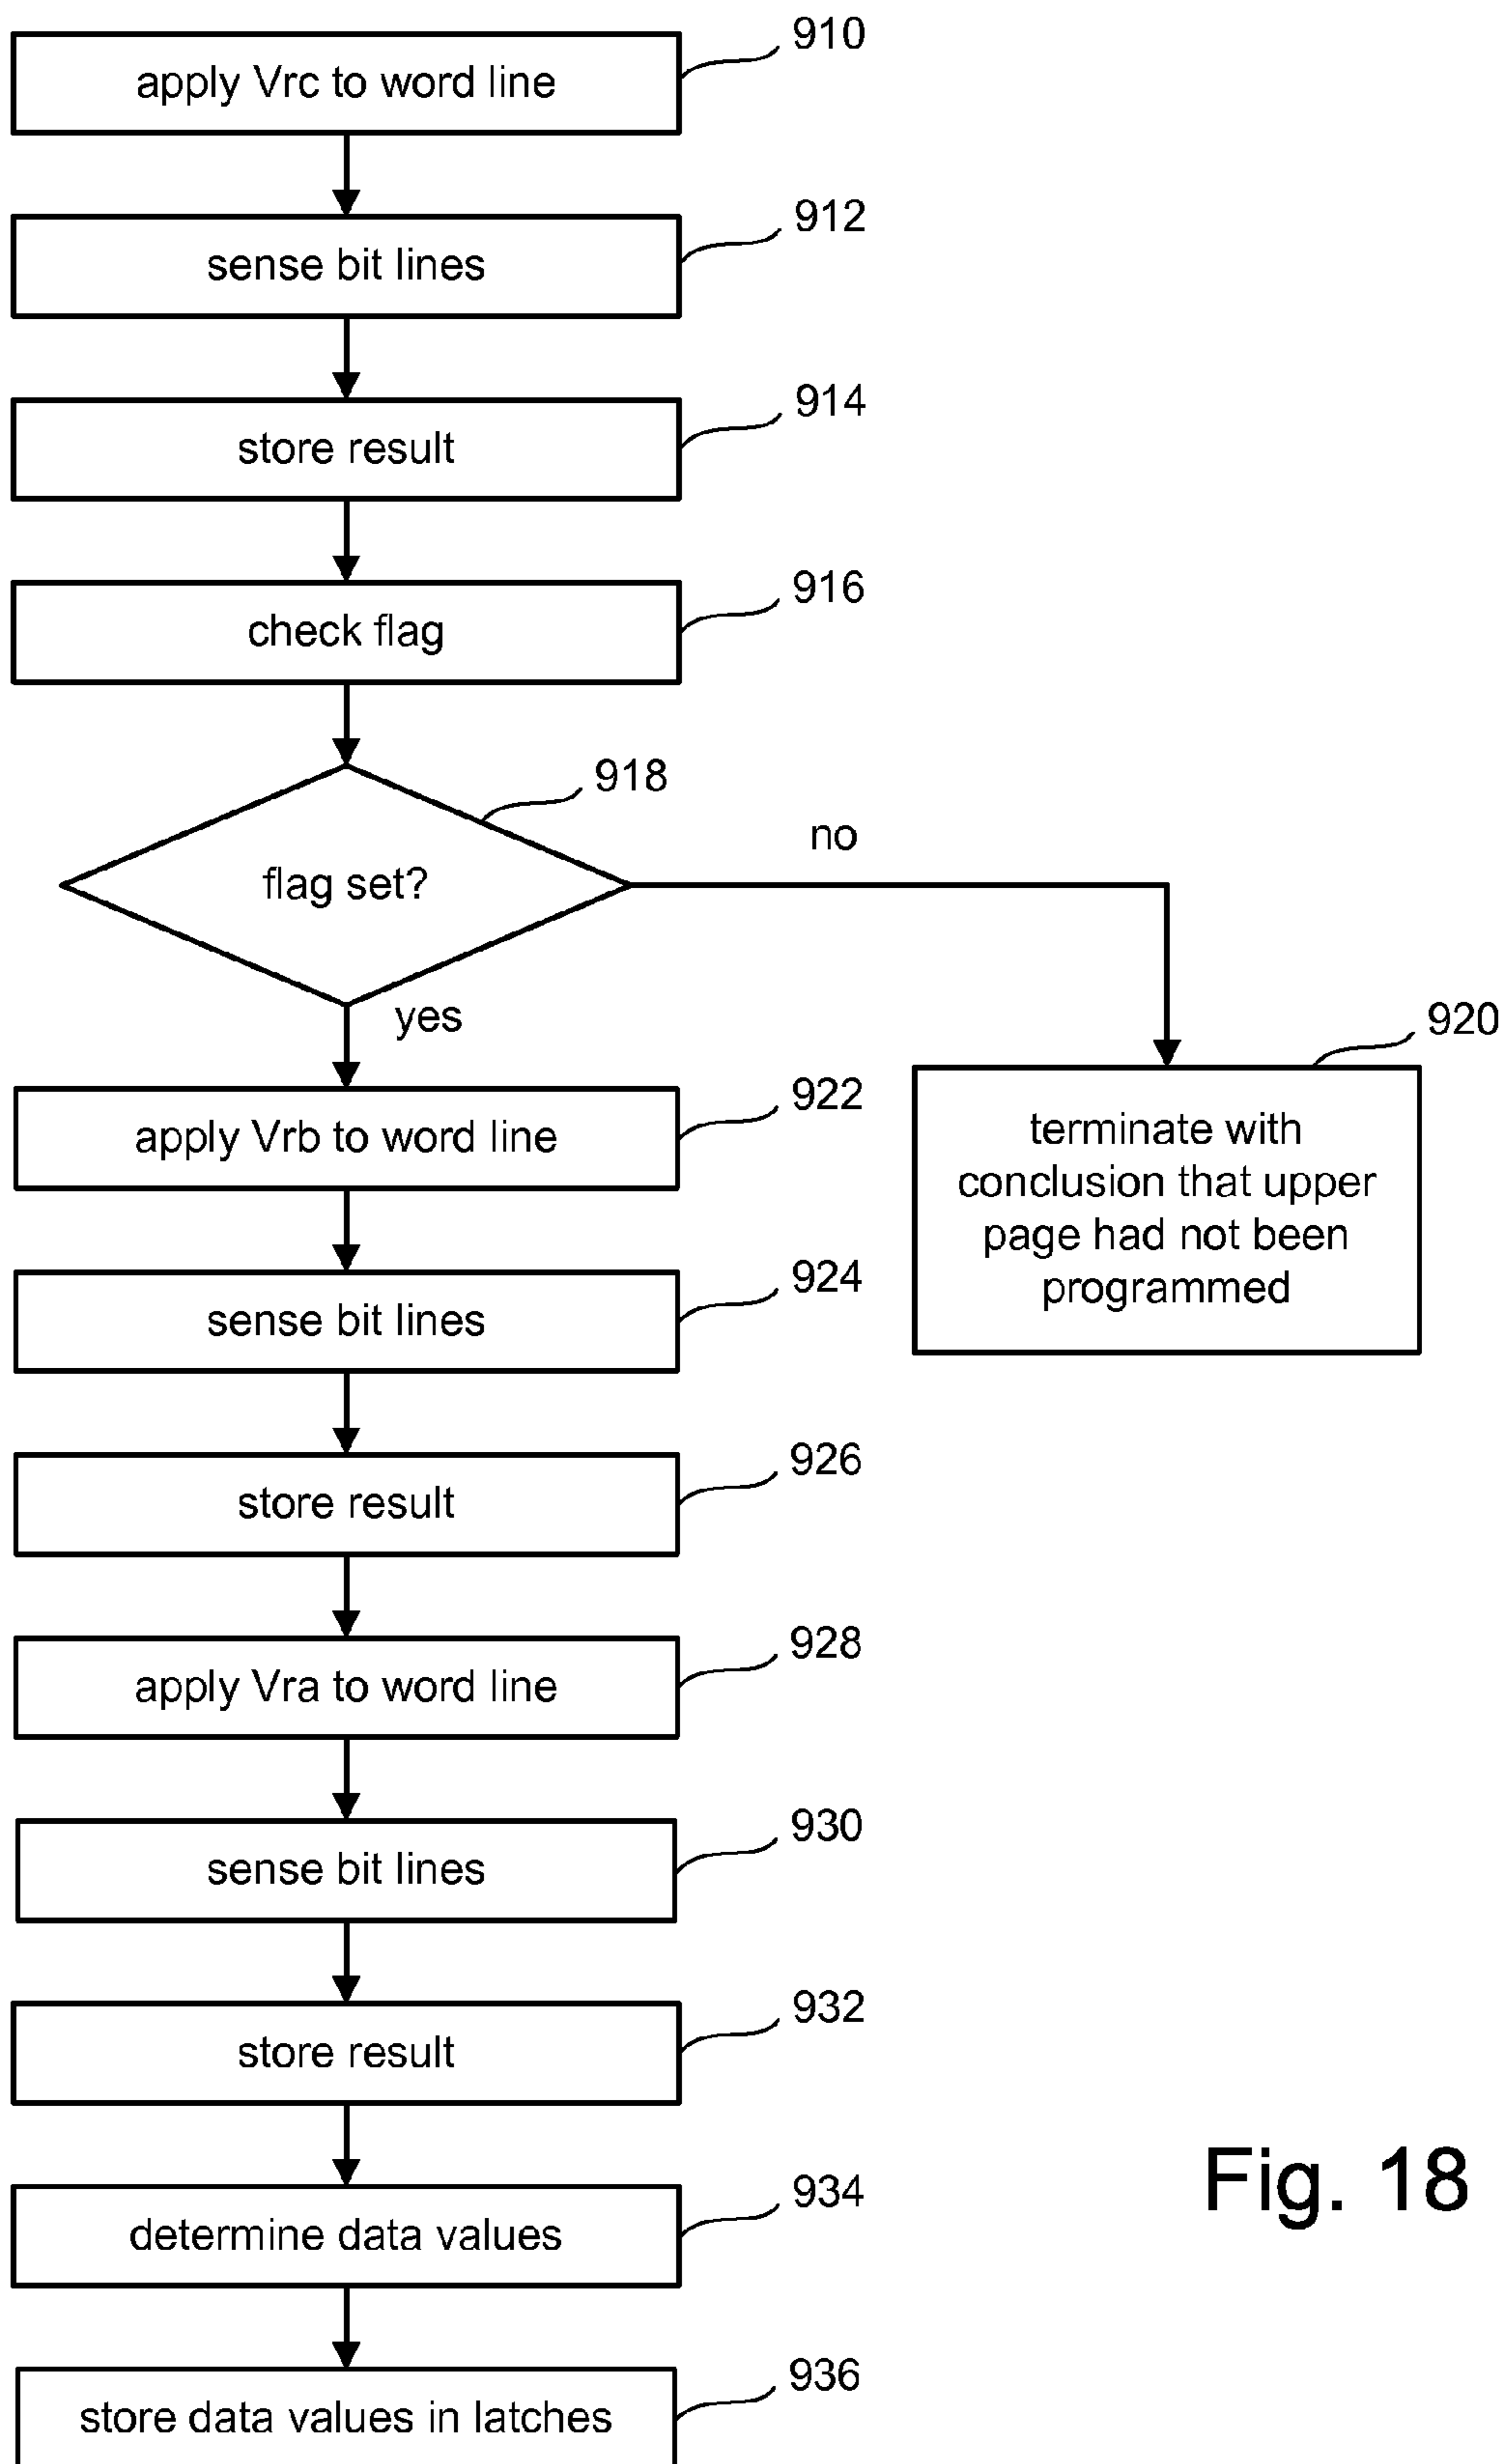 910
apply Vrc to word line
912
sense bit lines
914
store result
916
check flag
918
flag set?
no
yes
920
terminate with
conclusion that upper
page had not been
programmed
922
apply Vrb to word line
924
sense bit lines
926
store result
928
apply Vra to word line
930
sense bit lines
932
store result
934
determine data values
936
store data values in latches
Fig. 18